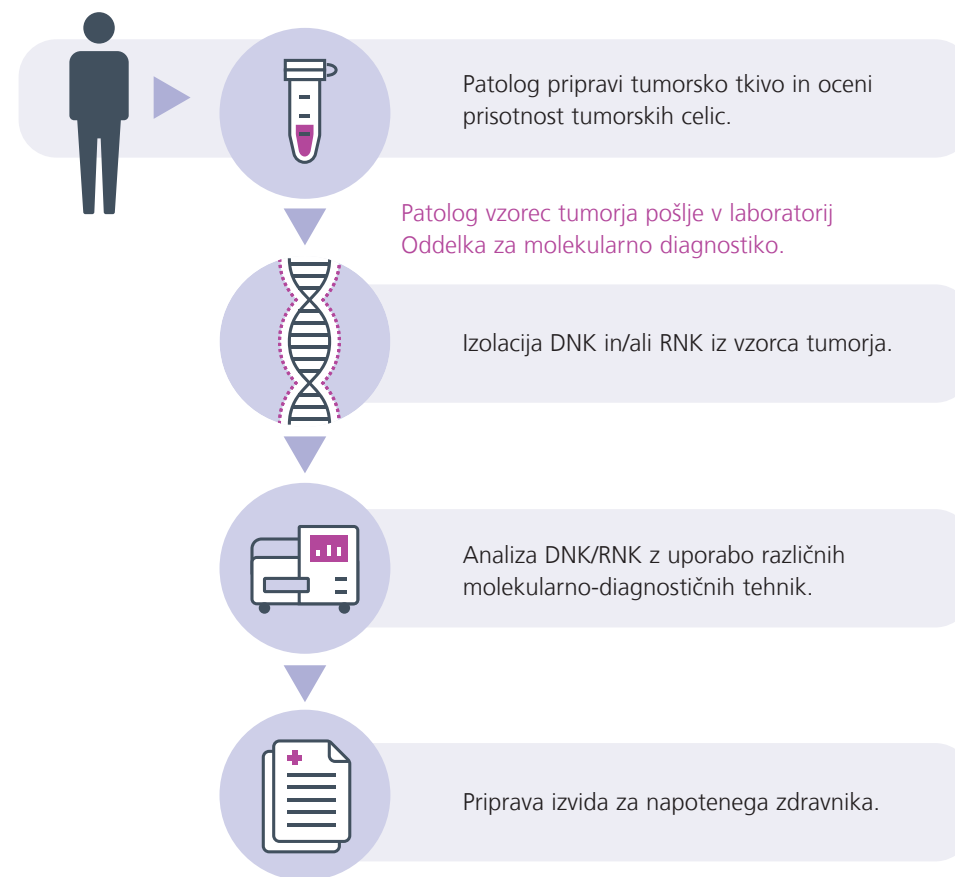 Patolog pripravi tumorsko tkivo in oceni
prisotnost tumorskih celic.
Patolog vzorec tumorja pošlje v laboratorij
Oddelka za molekularno diagnostiko.
Izolacija DNK in/ali RNK iz vzorca tumorja.
Analiza DNK/RNK z uporabo različnih
molekularno-diagnostičnih tehnik.
Priprava izvida za napotenega zdravnika.